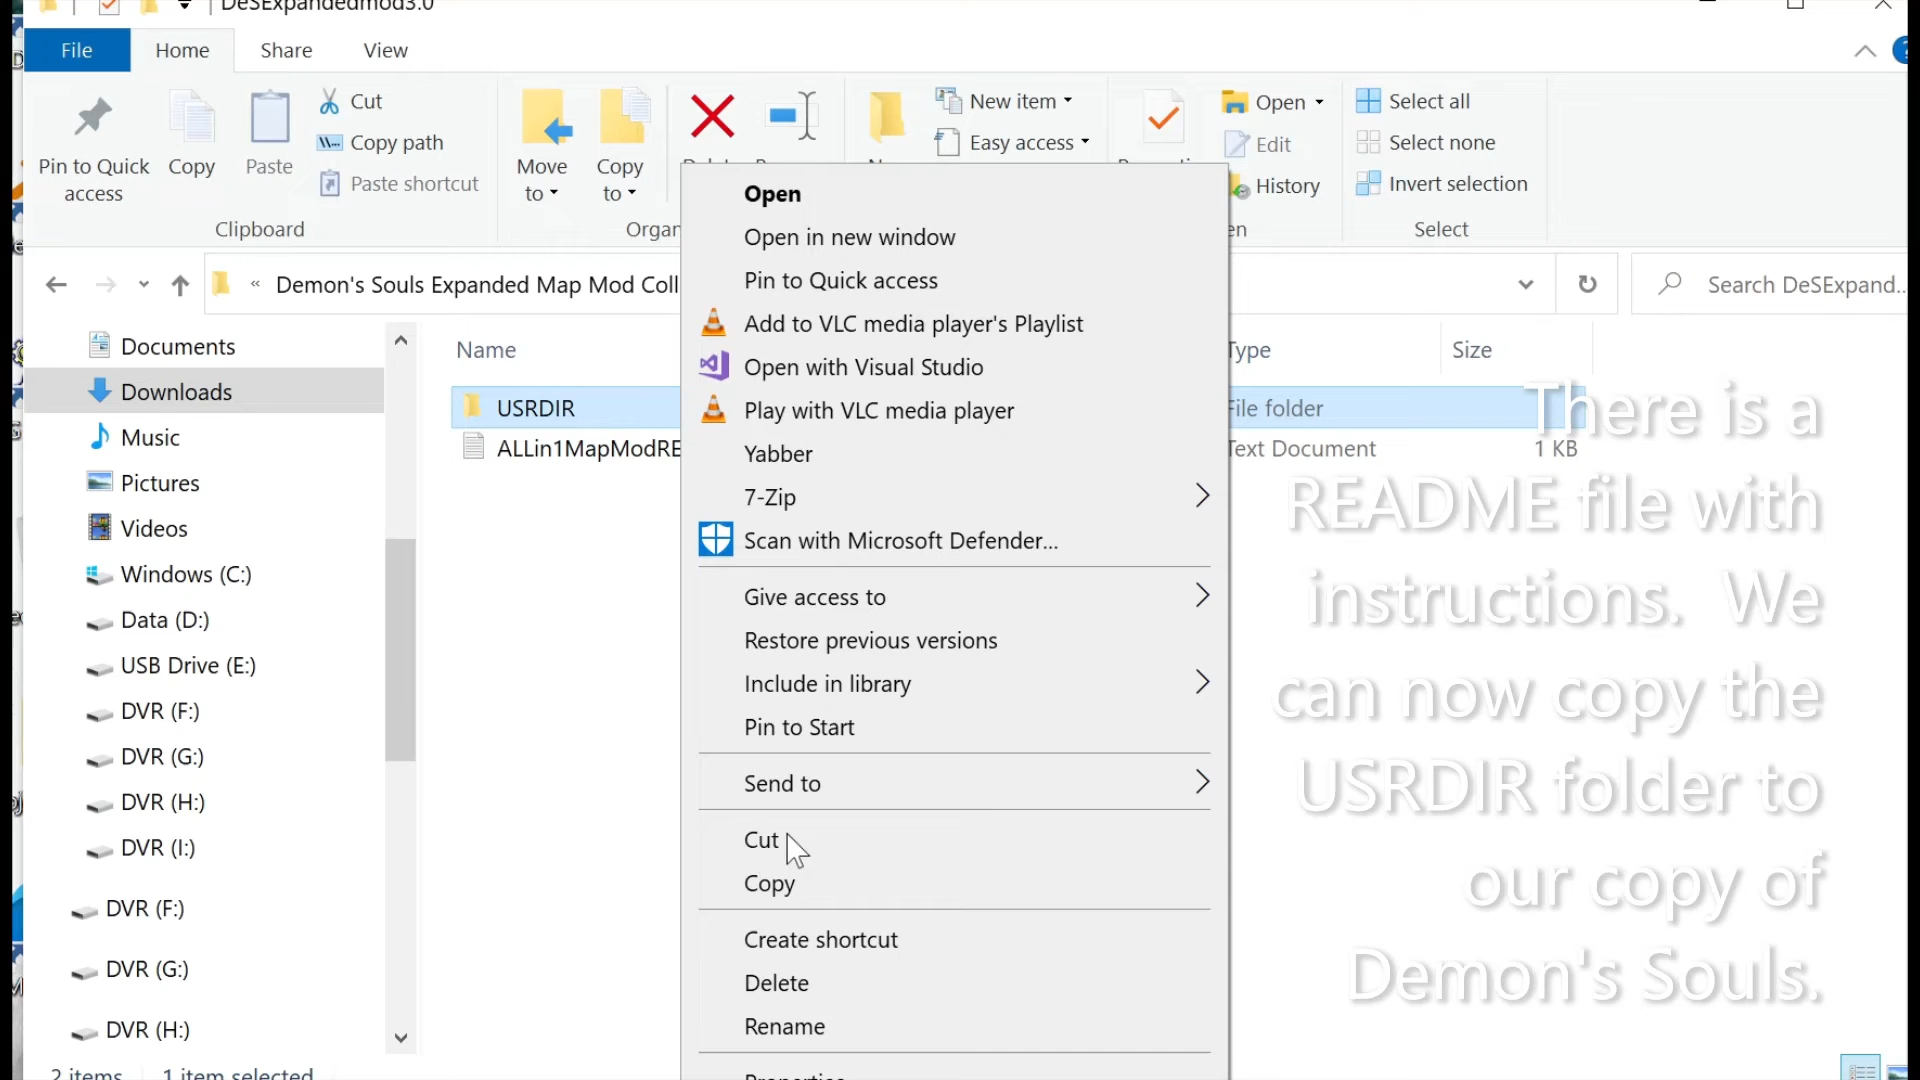 DeSExpandedmod3.0
File Home Share View
Pin to Quick access
Copy
Paste
Cut
Copy path
Paste shortcut
Clipboard
Move to
Copy to
New item
Easy access
Open
Edit
History
Select all
Select none
Invert selection
Select
« Demon's Souls Expanded Map Mod Coll
Search DeSExpand...
Documents
Downloads
Music
Pictures
Videos
Windows (C:)
Data (D:)
USB Drive (E:)
DVR (F:)
DVR (G:)
DVR (H:)
DVR (I:)
DVR (F:)
DVR (G:)
DVR (H:)
2 items 1 item selected
Name Type Size
USRDIR File folder
ALLin1MapModRE Text Document 1 KB
Open
Open in new window
Pin to Quick access
Add to VLC media player's Playlist
Open with Visual Studio
Play with VLC media player
Yabber
7-Zip
Scan with Microsoft Defender...
Give access to
Restore previous versions
Include in library
Pin to Start
Send to
Cut
Copy
Create shortcut
Delete
Rename
Properties
There is a
README file with
instructions. We
can now copy the
USRDIR folder to
our copy of
Demon's Souls.